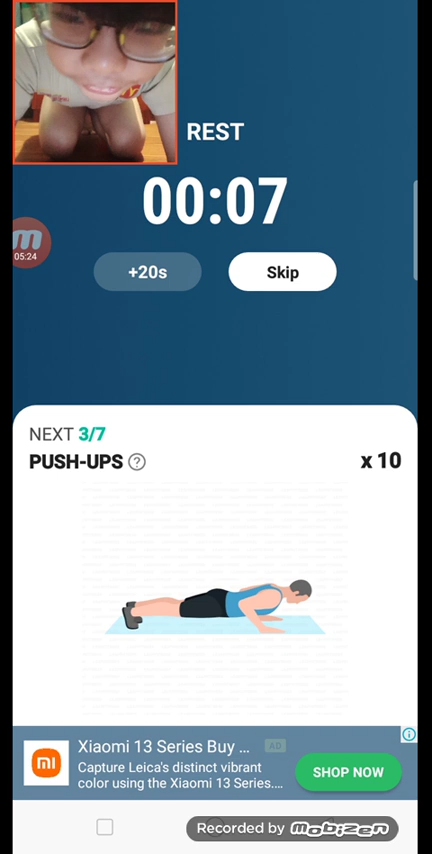 REST
00:07
05:24
+20s
Skip
NEXT 3/7
PUSH-UPS ?
x 10
Xiaomi 13 Series Buy ...
AD
Capture Leica's distinct vibrant
color using the Xiaomi 13 Series....
SHOP NOW
Recorded by mobizen